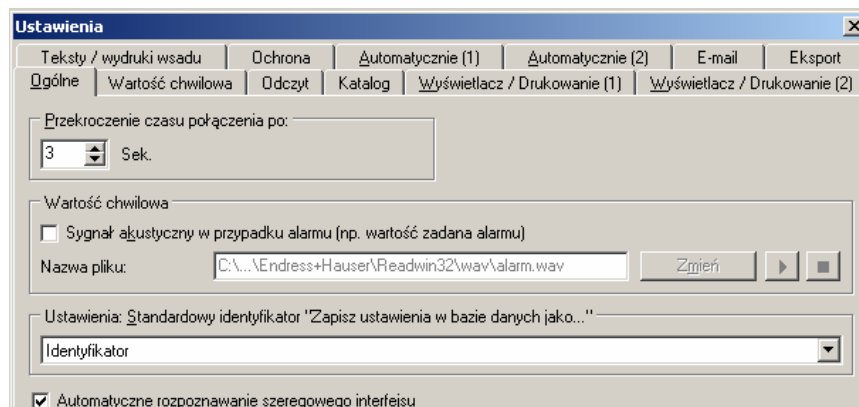 Ustawienia
Teksty / wydruki wsadu Ochrona Automatycznie (1) Automatycznie (2) E-mail Eksport
Ogólne Wartość chwilowa Odczyt Katalog Wyświetlacz / Drukowanie (1) Wyświetlacz / Drukowanie (2)
Przekroczenie czasu połączenia po:
3 Sek.
Wartość chwilowa
Sygnał akustyczny w przypadku alarmu (np. wartość zadana alarmu)
Nazwa pliku: C:\...\Endress+Hauser\Readwin32\wav\alarm.wav Zmień
Ustawienia: Standardowy identyfikator "Zapisz ustawienia w bazie danych jako..."
Identyfikator
Automatyczne rozpoznawanie szeregowego interfejsu